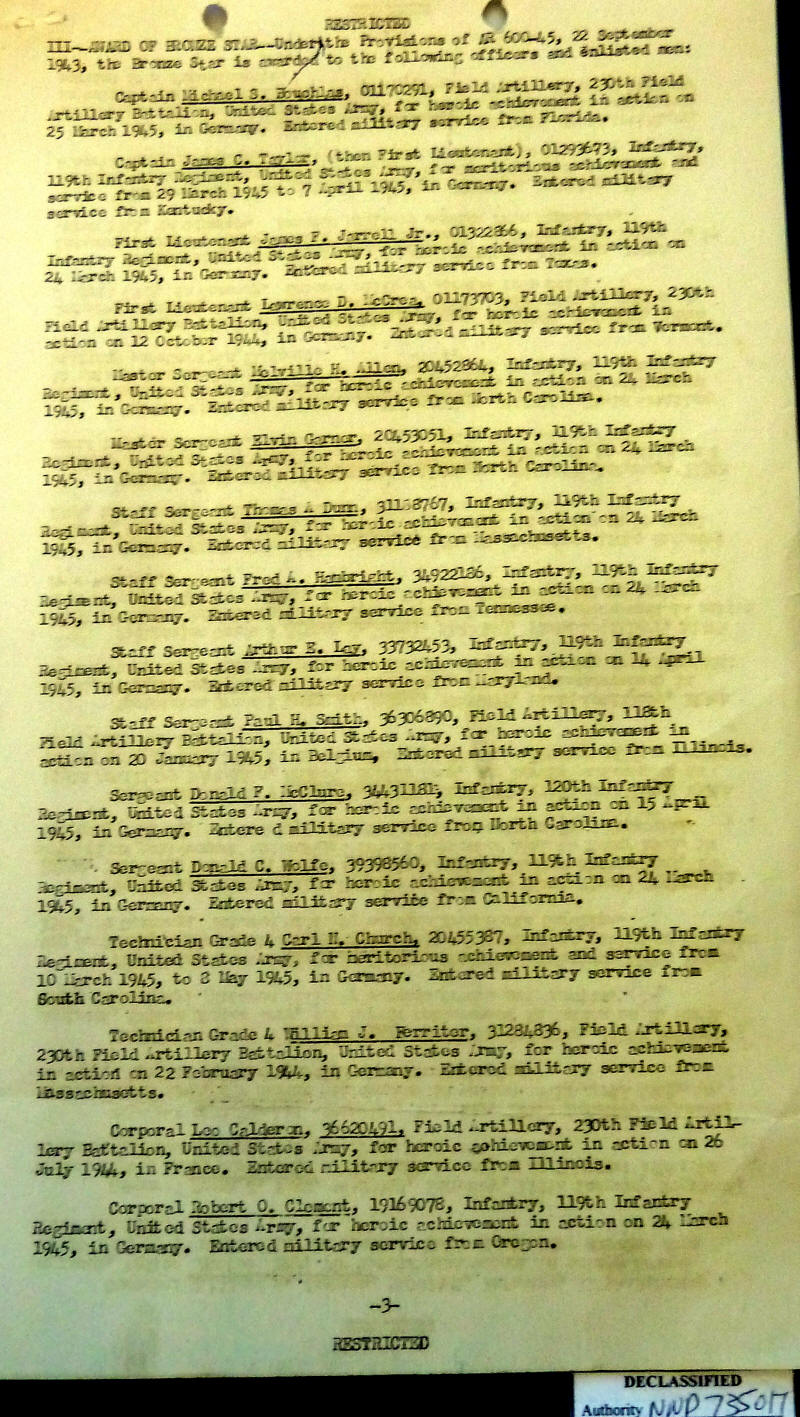 RESTRICTED
III—AWARD OF BRONZE STAR—Under the Provisions of AR 600-45, 22 September
1943, the Bronze Star is awarded to the following officers and enlisted men:
Captain Michael S. Bouchlas, 01170291, Field Artillery, 230th Field
Artillery Battalion, United States Army, for heroic achievement in action on
25 March 1945, in Germany. Entered military service from Florida.
Captain James C. Taylor, (then First Lieutenant), 01293673, Infantry,
119th Infantry Regiment, United States Army, for meritorious achievement and
service from 29 March 1945 to 7 April 1945, in Germany. Entered military
service from Kentucky.
First Lieutenant James F. Jarrell Jr., 01322866, Infantry, 119th
Infantry Regiment, United States Army, for heroic achievement in action on
24 March 1945, in Germany. Entered military service from Texas.
First Lieutenant Lawrence D. McCrea, 01173703, Field Artillery, 230th
Field Artillery Battalion, United States Army, for heroic achievement in
action on 12 October 1944, in Germany. Entered military service from Vermont.
Master Sergeant Melville H. Allen, 20452864, Infantry, 119th Infantry
Regiment, United States Army, for heroic achievement in action on 24 March
1945, in Germany. Entered military service from North Carolina.
Master Sergeant Elvin Garner, 20453051, Infantry, 119th Infantry
Regiment, United States Army, for heroic achievement in action on 24 March
1945, in Germany. Entered military service from North Carolina.
Staff Sergeant Thomas A Dunn, Infantry, 119th Infantry
Regiment, United States Army, for heroic achievement in action on 24 March
1945, in Germany. Entered military service from Massachusetts.
Staff Sergeant Fred A. Hambright, 34922186, Infantry, 119th Infantry
Regiment, United States Army, for heroic achievement in action on 24 March
1945, in Germany. Entered military service from Tennessee.
Staff Sergeant Arthur E. Lay, 33732453, Infantry, 119th Infantry
Regiment, United States Army, for heroic achievement in action on 14 April
1945, in Germany. Entered military service from Maryland.
Staff Sergeant Paul H. Smith, 36306890, Field Artillery, 118th
Field Artillery Battalion, United States Army, for heroic achievement in
action on 20 January 1945, in Belgium, Entered military service from Illinois.
Sergeant Donald F. McClure, 34431181, Infantry, 120th Infantry
Regiment, United States Army, for heroic achievement in action on 15 April
1945, in Germany. Entere d military service from North Carolina.
Sergeant Donald C. Wolfe, 39398560, Infantry, 119th Infantry
Regiment, United States Army, for heroic achievement in action on 24 March
1945, in Germany. Entered military service from California.
Technician Grade 4 Carl N. Church, 20455387, Infantry, 119th Infantry
Regiment, United States Army, for meritorious achievement and service from
10 March 1945, to 8 May 1945, in Germany. Entered military service from
South Carolina.
Technician Grade 4 William J. Ferriter, 31284836, Field Artillery,
230th Field Artillery Battalion, United States Army, for heroic achievement
in action on 22 February 1944, in Germany. Entered military service from
Massachusetts.
Corporal Leo Calderon, 36620491, Field Artillery, 230th Field Artil-
lery Battalion, United States Army, for heroic achievement in action on 26
July 1944, in France. Entered military service from Illinois.
Corporal Robert O. Clement, 19169078, Infantry, 119th Infantry
Regiment, United States Army, for heroic achievement in action on 24 March
1945, in Germany. Entered military service from Oregon.
-3-
RESTRICTED
DECLASSIFIED
Authority NND 735017